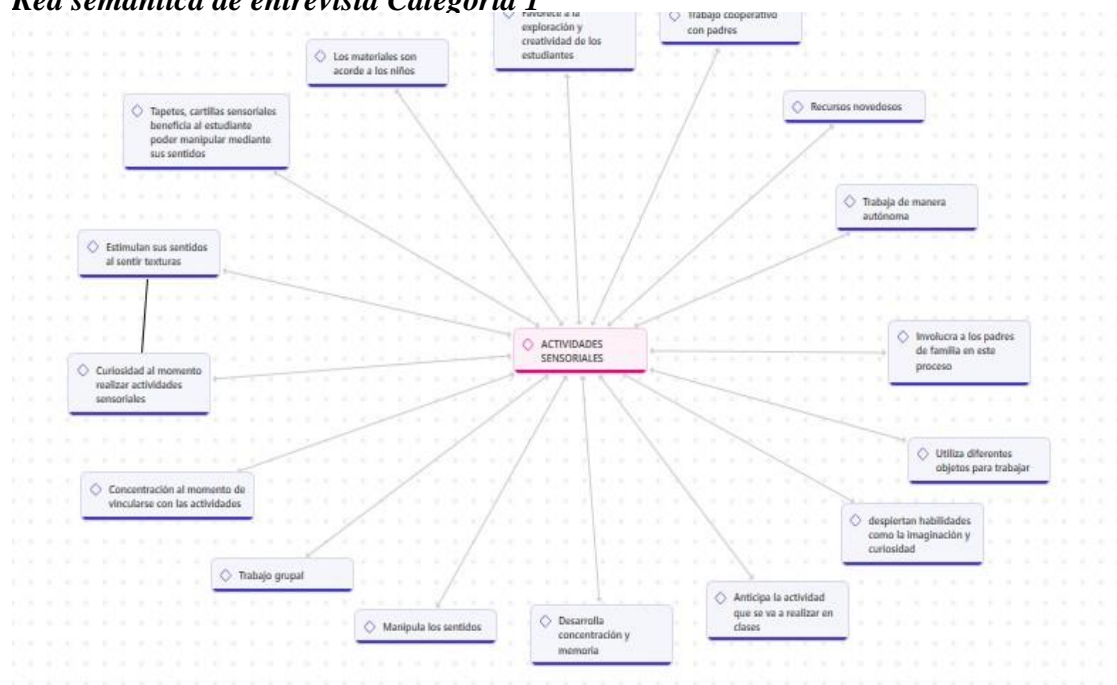 Red semántica de entrevista Categoría 1
Favorece a la
exploración y
creatividad de los
estudiantes
Trabajo cooperativo
con padres
Los materiales son
acorde a los niños
Recursos novedosos
Tapetes, cartillas sensoriales
beneficia al estudiante
poder manipular mediante
sus sentidos
Trabaja de manera
autónoma
Estimulan sus sentidos
al sentir texturas
ACTIVIDADES
SENSORIALES
Involucra a los padres
de familia en este
proceso
Curiosidad al momento
realizar actividades
sensoriales
Utiliza diferentes
objetos para trabajar
Concentración al momento de
vincularse con las actividades
despiertan habilidades
como la imaginación y
curiosidad
Trabajo grupal
Anticipa la actividad
que se va a realizar en
clases
Manipula los sentidos
Desarrolla
concentración y
memoria